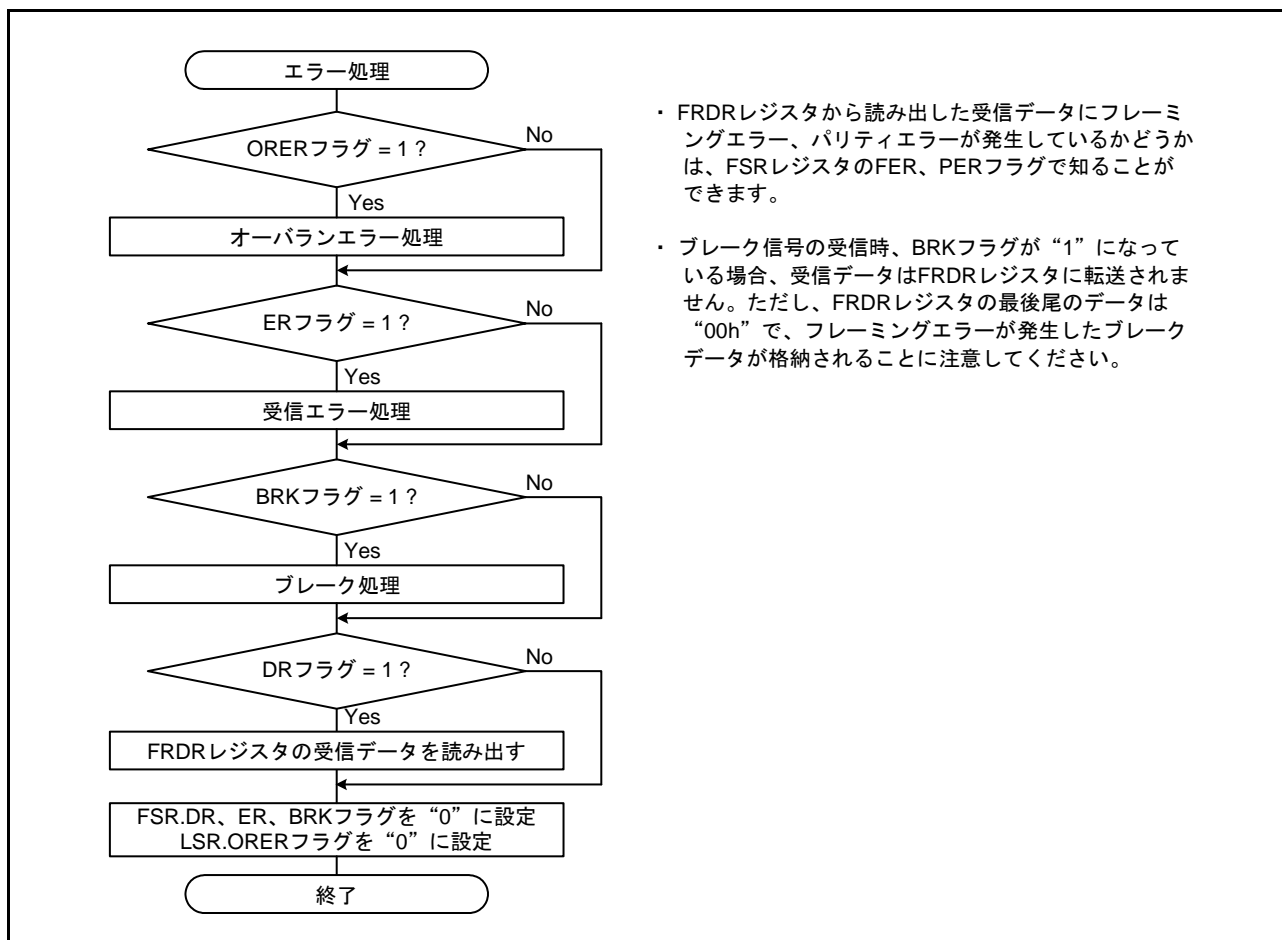 エラー処理
ORERフラグ = 1 ?
No
Yes
オーバランエラー処理
ERフラグ = 1 ?
No
Yes
受信エラー処理
BRKフラグ = 1 ?
No
Yes
ブレーク処理
DRフラグ = 1 ?
No
Yes
FRDRレジスタの受信データを読み出す
FSR.DR、ER、BRKフラグを“0”に設定
LSR.ORERフラグを“0”に設定
終了
・ FRDRレジスタから読み出した受信データにフレーミ
ングエラー、パリティエラーが発生しているかどうか
は、FSRレジスタのFER、PERフラグで知ることが
できます。
・ ブレーク信号の受信時、BRKフラグが“1”になって
いる場合、受信データはFRDRレジスタに転送されま
せん。ただし、FRDRレジスタの最後尾のデータは
“00h”で、フレーミングエラーが発生したブレーク
データが格納されることに注意してください。